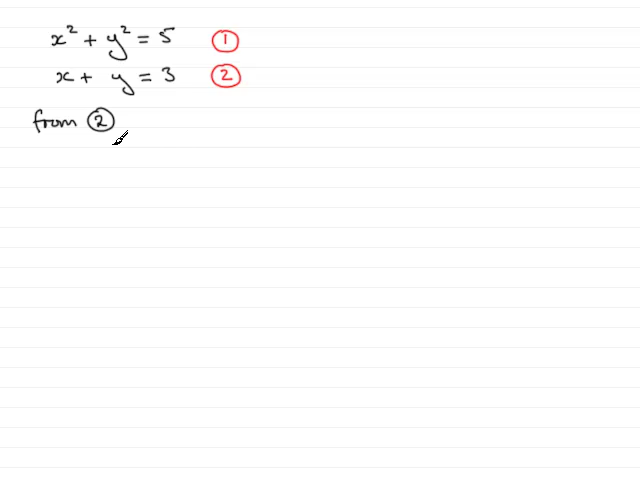 x² + y² = 5 ①
x + y = 3 ②
from ②